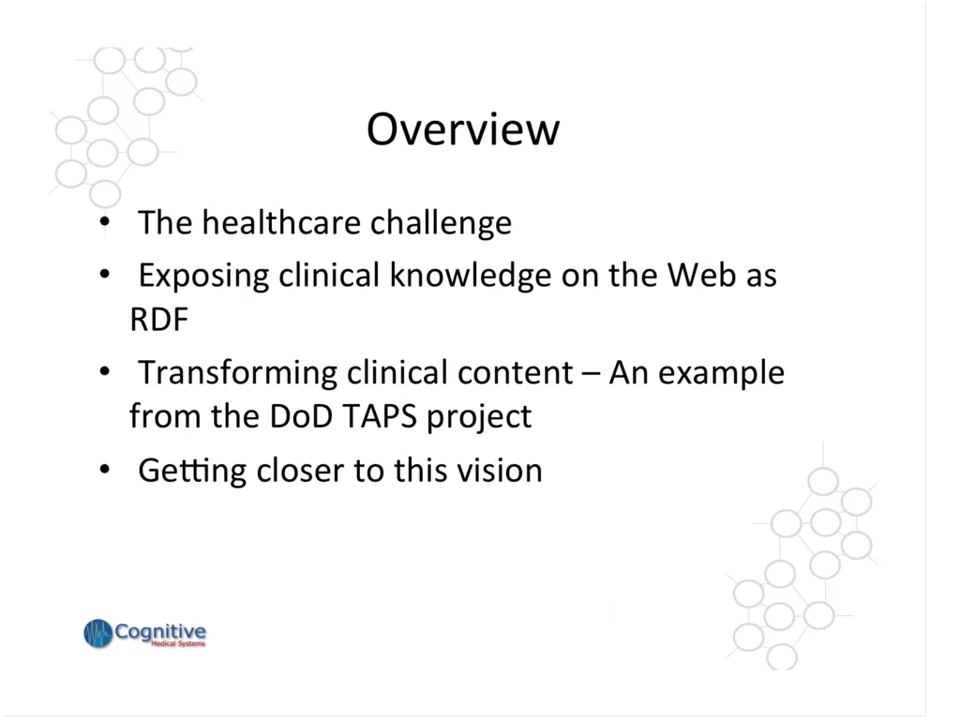 Overview
• The healthcare challenge
• Exposing clinical knowledge on the Web as
RDF
• Transforming clinical content – An example
from the DoD TAPS project
• Getting closer to this vision
Cognitive
Medical Systems